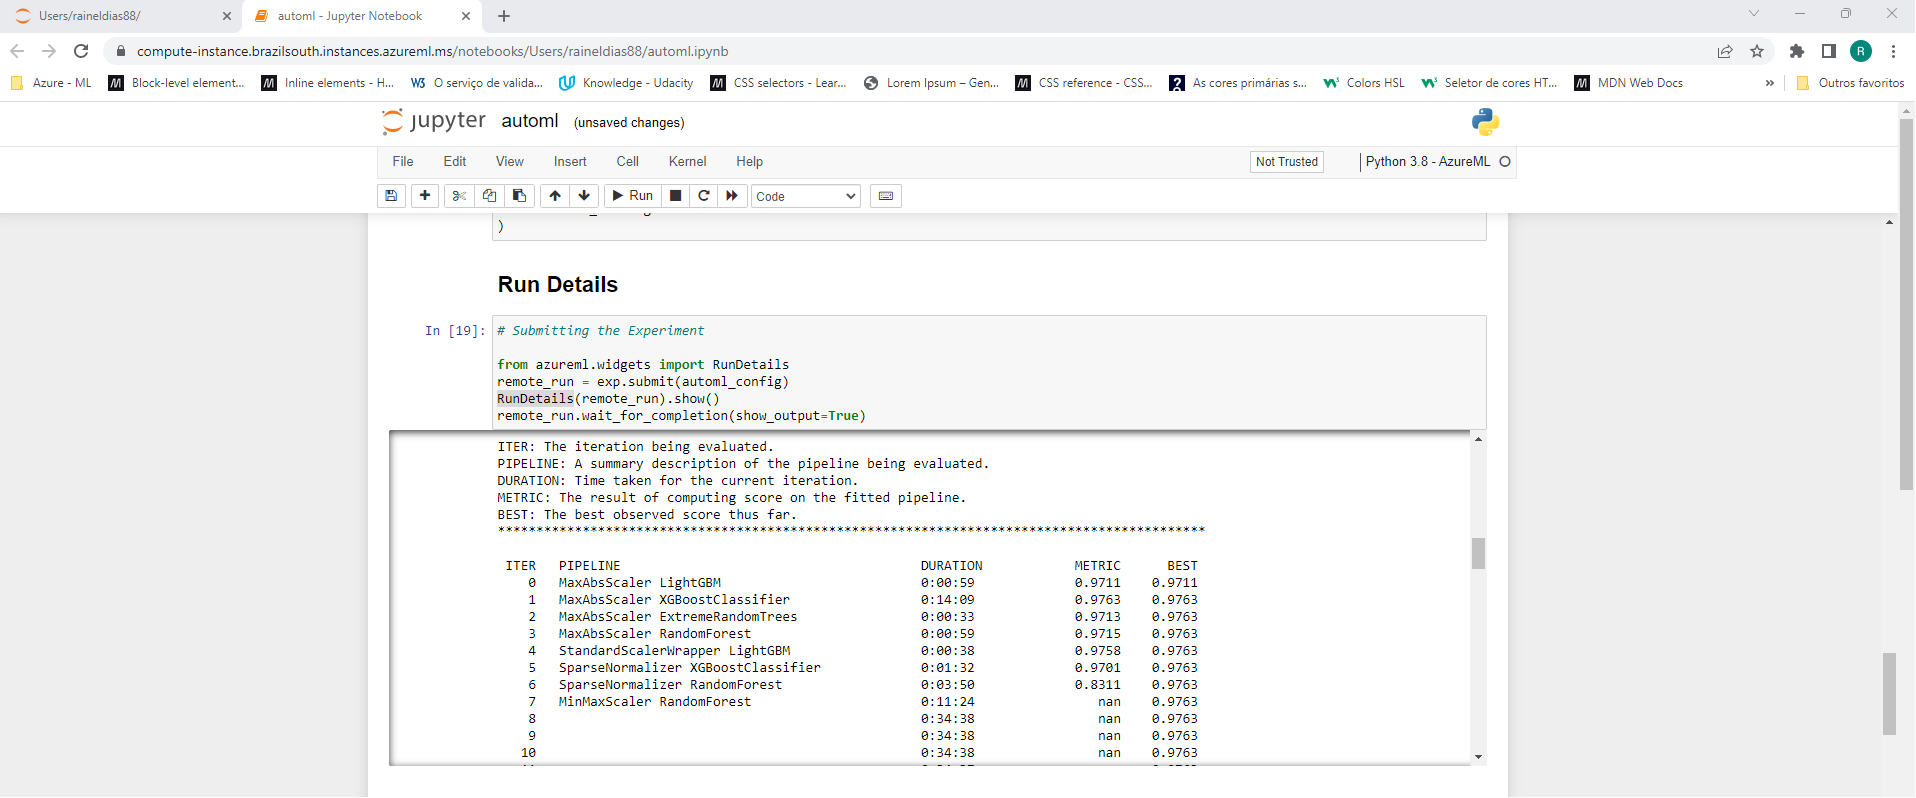 Users/raineldias88/
automl - Jupyter Notebook
compute-instance.brazilsouth.instances.azureml.ms/notebooks/Users/raineldias88/automl.ipynb
R
Azure - ML
Block-level element...
Inline elements - H...
O serviço de valida...
Knowledge - Udacity
CSS selectors - Lear...
Lorem Ipsum – Gen...
CSS reference - CSS...
As cores primárias s...
Colors HSL
Seletor de cores HT...
MDN Web Docs
»
Outros favoritos
jupyter automl (unsaved changes)
File Edit View Insert Cell Kernel Help
Not Trusted
Python 3.8 - AzureML
Run
Code
)
Run Details
In [19]:
# Submitting the Experiment
from azureml.widgets import RunDetails
remote_run = exp.submit(automl_config)
RunDetails(remote_run).show()
remote_run.wait_for_completion(show_output=True)
ITER: The iteration being evaluated.
PIPELINE: A summary description of the pipeline being evaluated.
DURATION: Time taken for the current iteration.
METRIC: The result of computing score on the fitted pipeline.
BEST: The best observed score thus far.
********************************************************************************************
ITER PIPELINE DURATION METRIC BEST
0 MaxAbsScaler LightGBM 0:00:59 0.9711 0.9711
1 MaxAbsScaler XGBoostClassifier 0:14:09 0.9763 0.9763
2 MaxAbsScaler ExtremeRandomTrees 0:00:33 0.9713 0.9763
3 MaxAbsScaler RandomForest 0:00:59 0.9715 0.9763
4 StandardScalerWrapper LightGBM 0:00:38 0.9758 0.9763
5 SparseNormalizer XGBoostClassifier 0:01:32 0.9701 0.9763
6 SparseNormalizer RandomForest 0:03:50 0.8311 0.9763
7 MinMaxScaler RandomForest 0:11:24 nan 0.9763
8 0:34:38 nan 0.9763
9 0:34:38 nan 0.9763
10 0:34:38 nan 0.9763